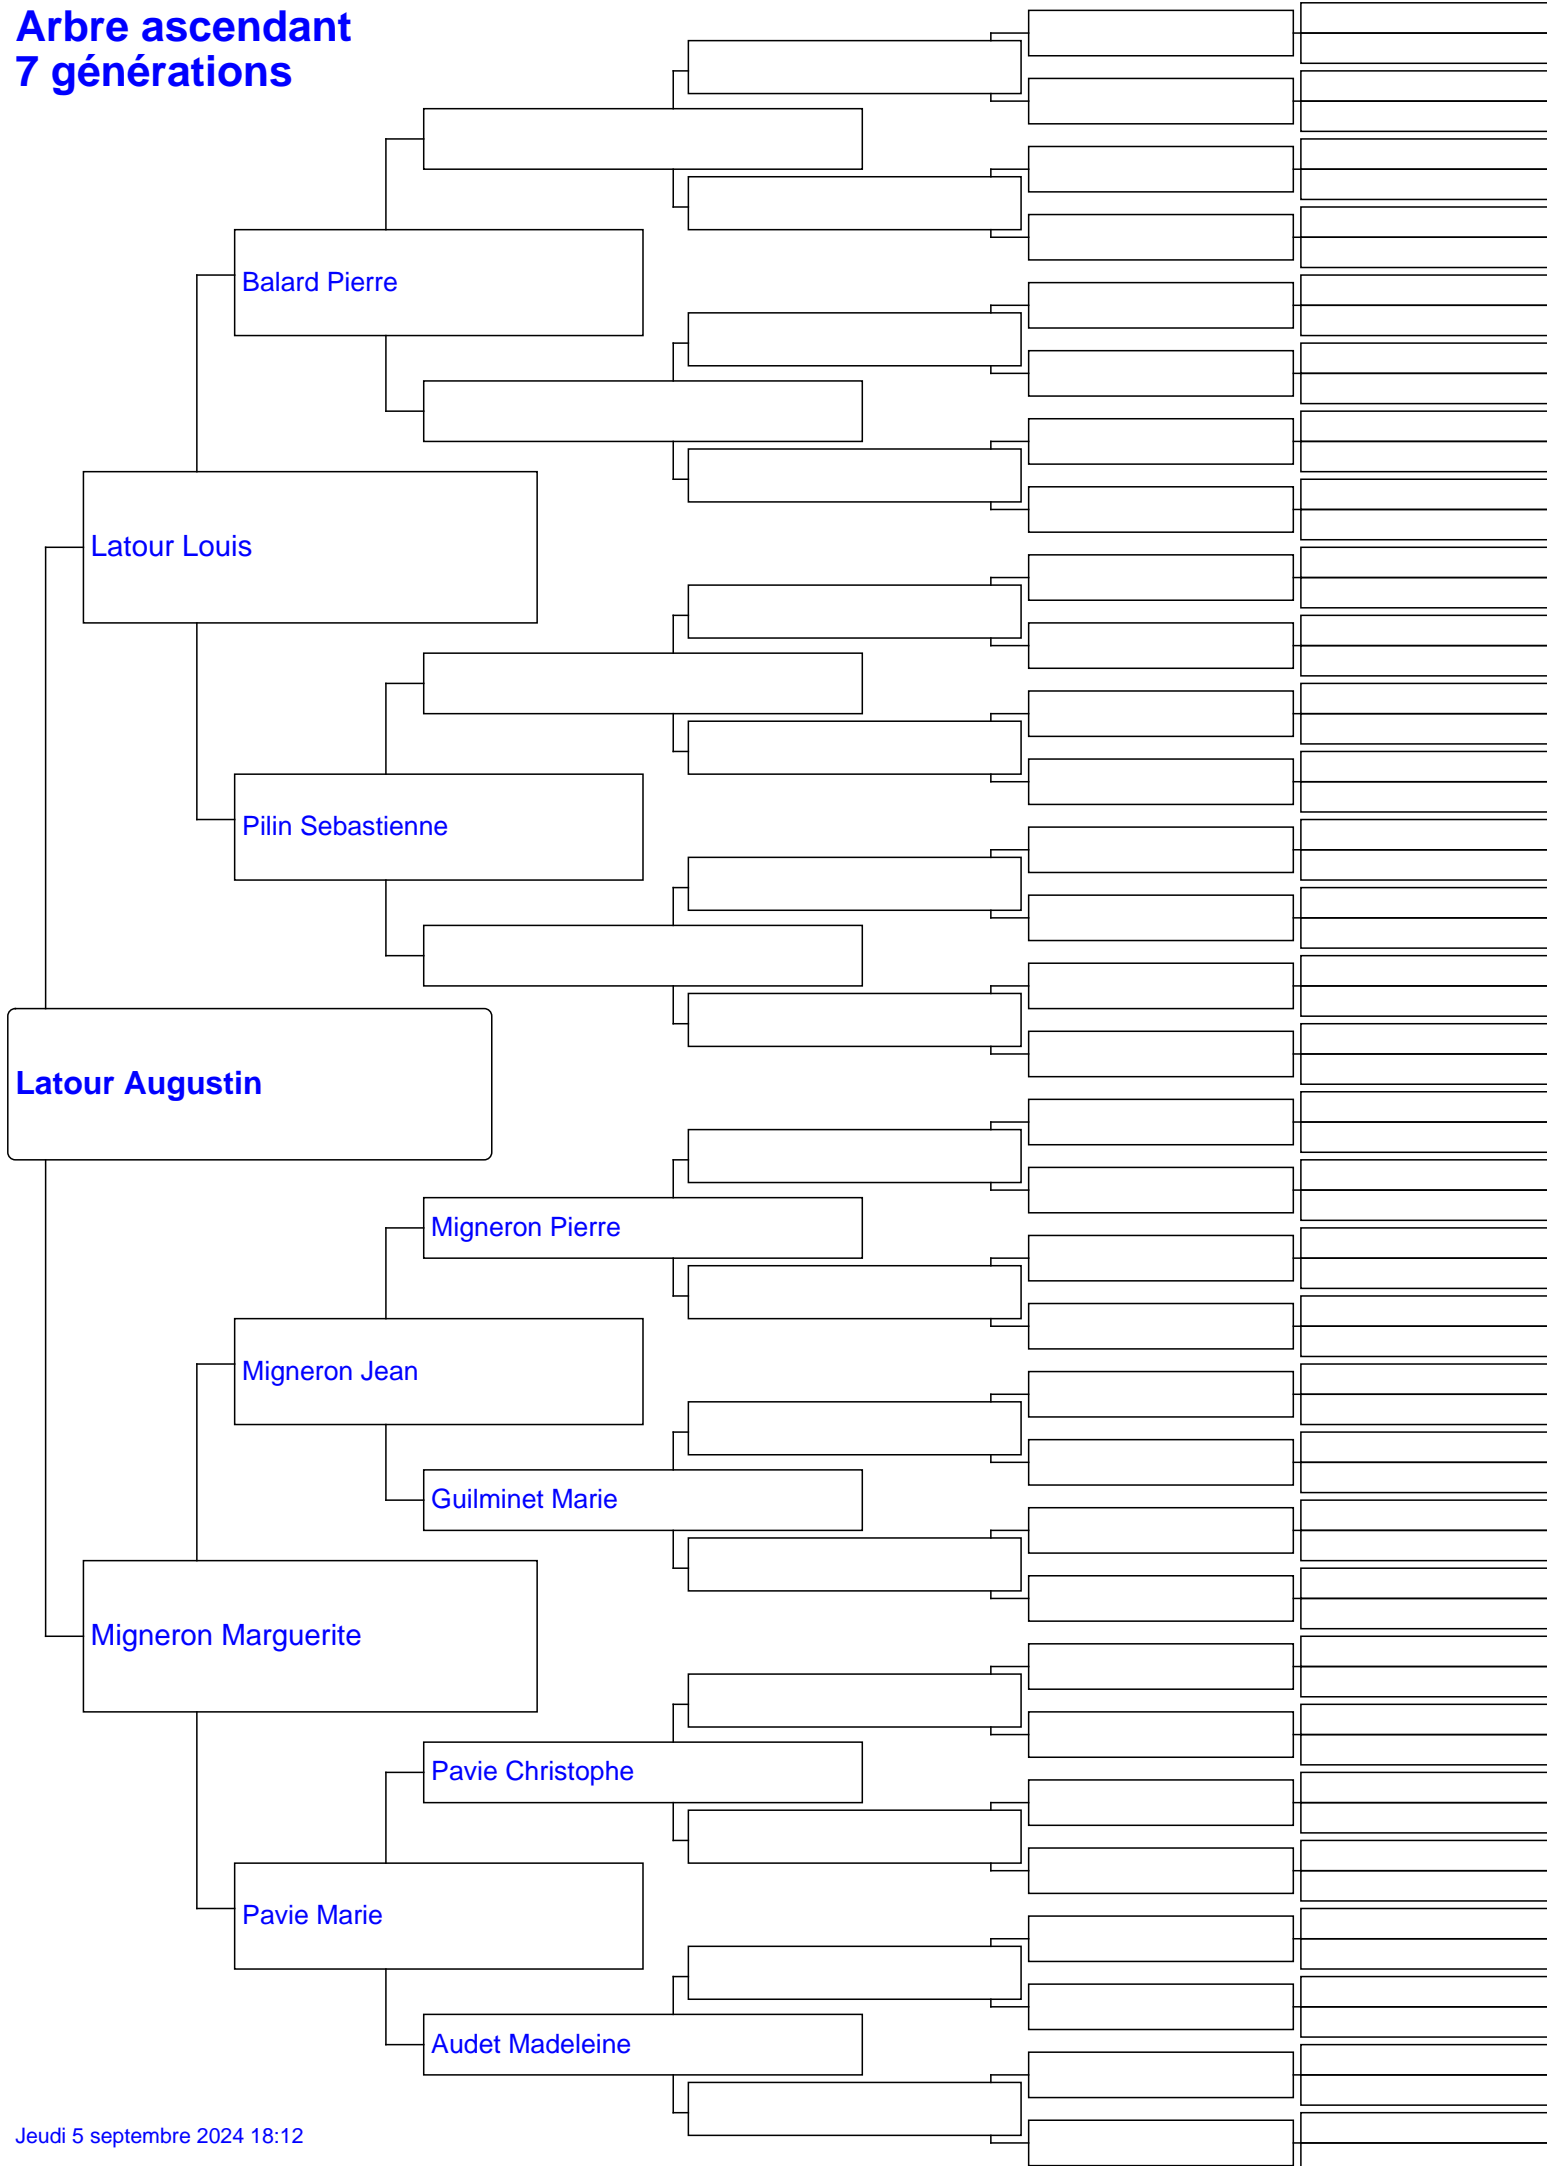 Arbre ascendant
7 générations
Balard Pierre
Latour Louis
Pilin Sebastienne
Latour Augustin
Migneron Pierre
Migneron Jean
Guilminet Marie
Migneron Marguerite
Pavie Christophe
Pavie Marie
Audet Madeleine
Jeudi 5 septembre 2024 18:12